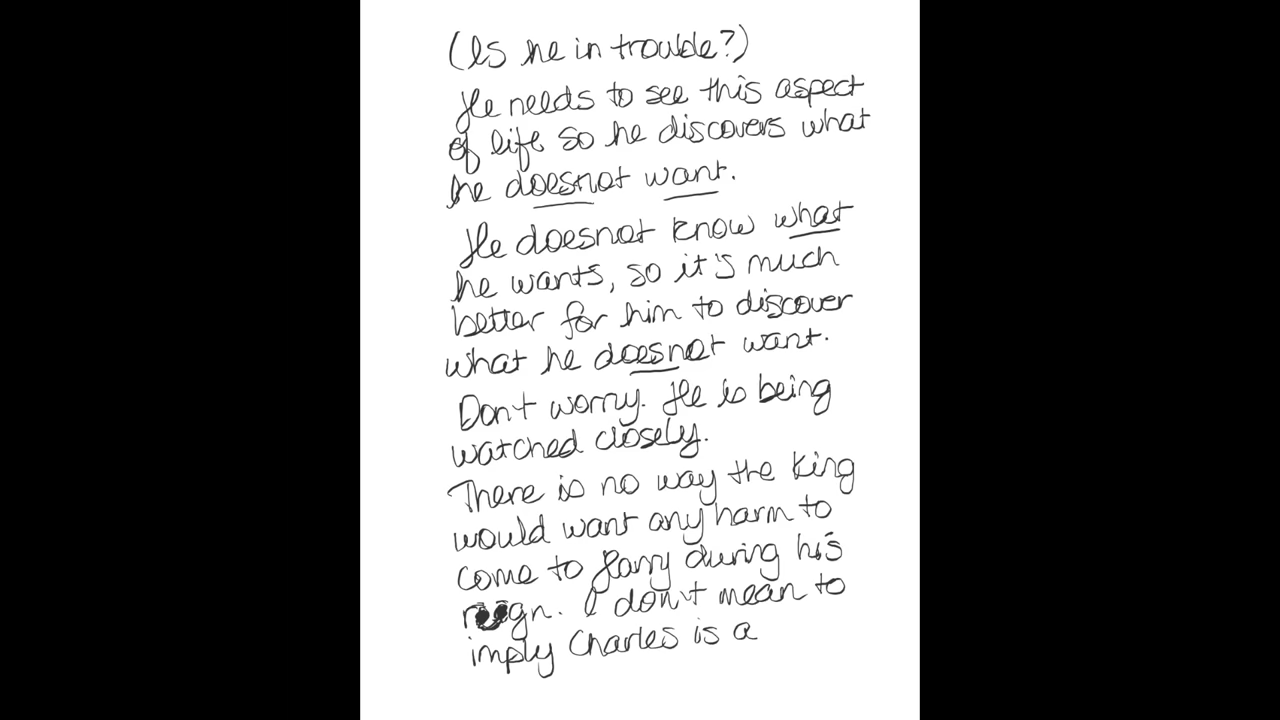 (Is he in trouble?)
He needs to see this aspect
of life so he discovers what
he doesnot want.
He doesnot know what
he wants, so it's much
better for him to discover
what he doesnot want.
Don't worry. He is being
watched closely.
There is no way the King
would want any harm to
come to Harry during his
reign. I don't mean to
imply Charles is a